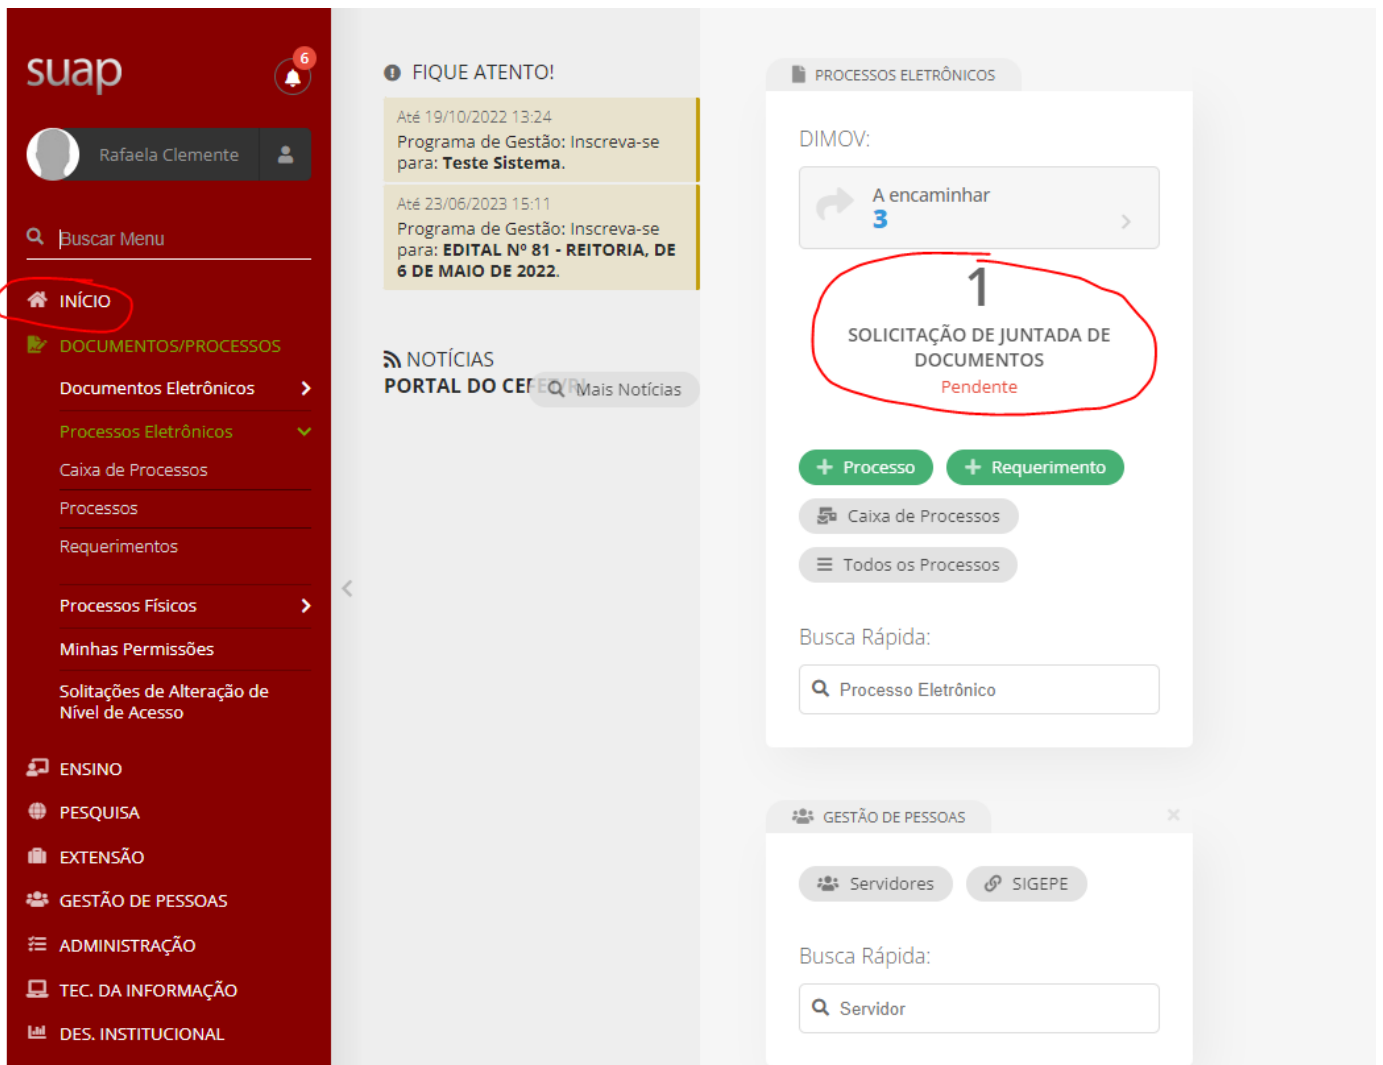 suap
6
Rafaela Clemente
Buscar Menu
INÍCIO
DOCUMENTOS/PROCESSOS
Documentos Eletrônicos
Processos Eletrônicos
Caixa de Processos
Processos
Requerimentos
Processos Físicos
Minhas Permissões
Solitações de Alteração de
Nível de Acesso
ENSINO
PESQUISA
EXTENSÃO
GESTÃO DE PESSOAS
ADMINISTRAÇÃO
TEC. DA INFORMAÇÃO
DES. INSTITUCIONAL
FIQUE ATENTO!
Até 19/10/2022 13:24
Programa de Gestão: Inscreva-se
para: Teste Sistema.
Até 23/06/2023 15:11
Programa de Gestão: Inscreva-se
para: EDITAL Nº 81 - REITORIA, DE
6 DE MAIO DE 2022.
NOTÍCIAS
PORTAL DO CEFET/RJ
Mais Notícias
PROCESSOS ELETRÔNICOS
DIMOV:
A encaminhar
3
1
SOLICITAÇÃO DE JUNTADA DE
DOCUMENTOS
Pendente
+ Processo
+ Requerimento
Caixa de Processos
Todos os Processos
Busca Rápida:
Processo Eletrônico
GESTÃO DE PESSOAS
Servidores
SIGEPE
Busca Rápida:
Servidor